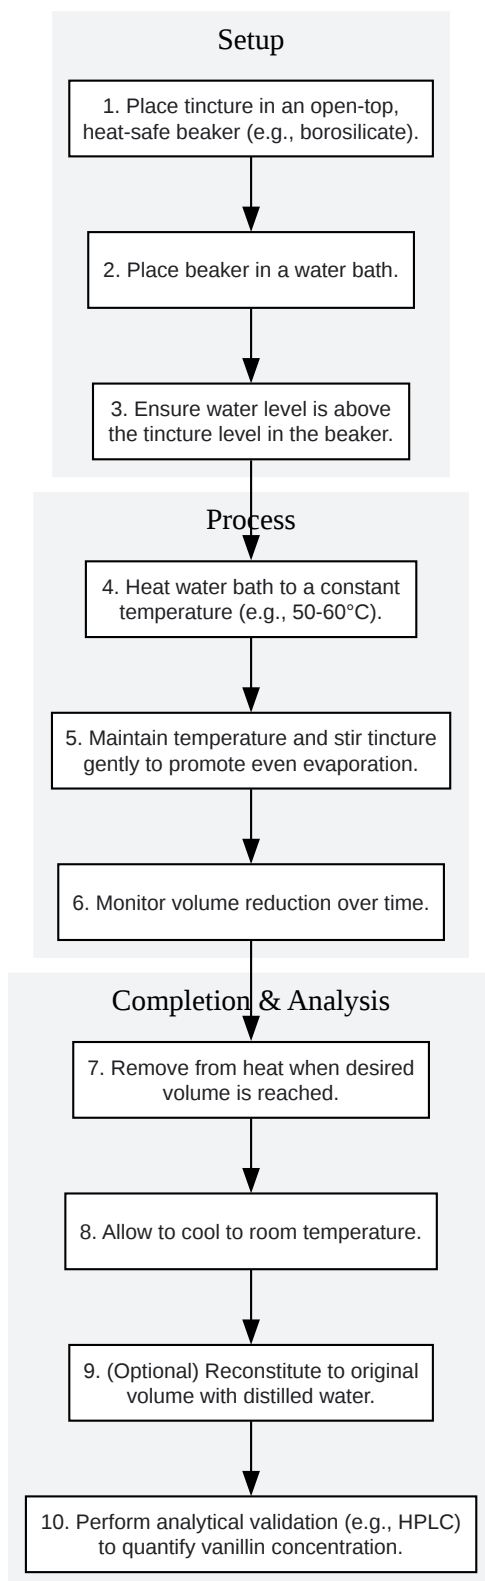 Setup
1. Place tincture in an open-top,
heat-safe beaker (e.g., borosilicate).
2. Place beaker in a water bath.
3. Ensure water level is above
the tincture level in the beaker.
Process
4. Heat water bath to a constant
temperature (e.g., 50-60°C).
5. Maintain temperature and stir tincture
gently to promote even evaporation.
6. Monitor volume reduction over time.
Completion & Analysis
7. Remove from heat when desired
volume is reached.
8. Allow to cool to room temperature.
9. (Optional) Reconstitute to original
volume with distilled water.
10. Perform analytical validation (e.g., HPLC)
to quantify vanillin concentration.